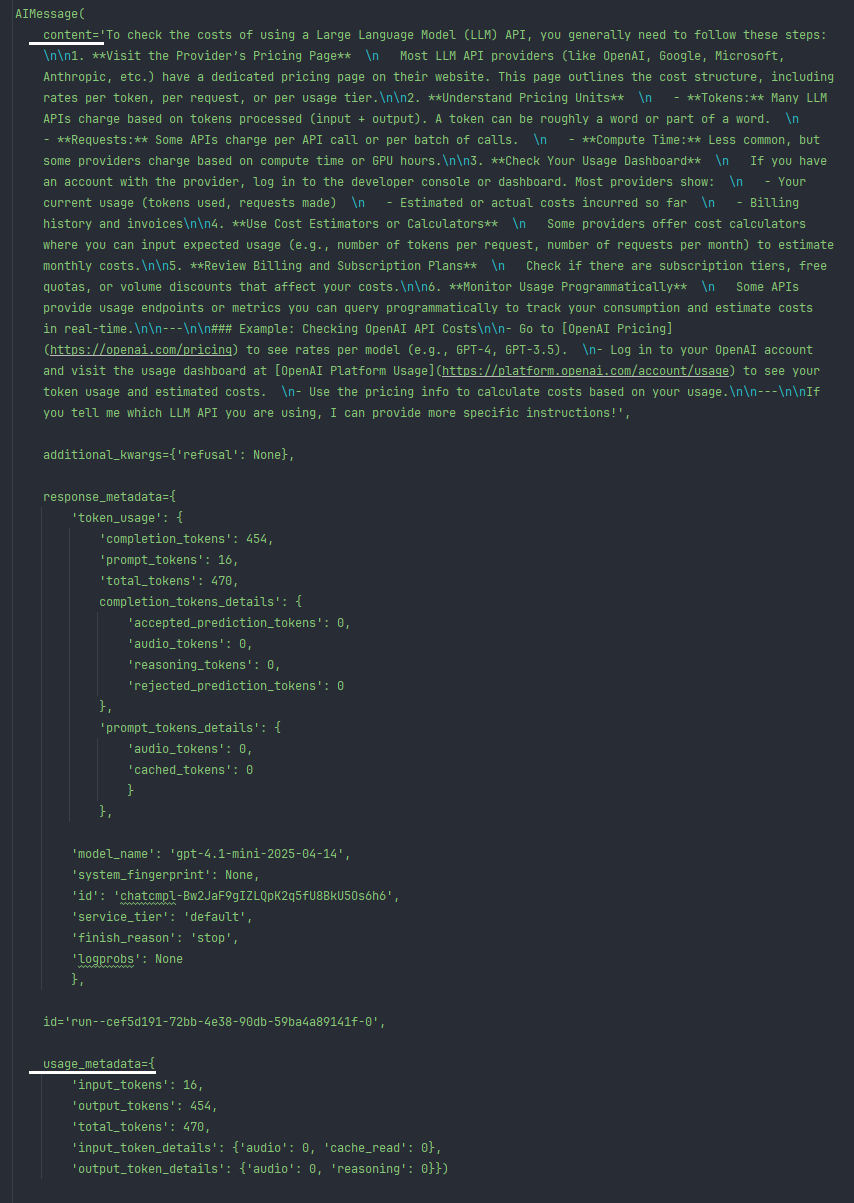 AIMessage(
content='To check the costs of using a Large Language Model (LLM) API, you generally need to follow these steps:
\n\n1. **Visit the Provider's Pricing Page**  \n   Most LLM API providers (like OpenAI, Google, Microsoft,
Anthropic, etc.) have a dedicated pricing page on their website. This page outlines the cost structure, including
rates per token, per request, or per usage tier.\n\n2. **Understand Pricing Units**  \n   - **Tokens:** Many LLM
APIs charge based on tokens processed (input + output). A token can be roughly a word or part of a word.  \n
- **Requests:** Some APIs charge per API call or per batch of calls.  \n   - **Compute Time:** Less common, but
some providers charge based on compute time or GPU hours.\n\n3. **Check Your Usage Dashboard**  \n   If you have
an account with the provider, log in to the developer console or dashboard. Most providers show:  \n   - Your
current usage (tokens used, requests made)  \n   - Estimated or actual costs incurred so far  \n   - Billing
history and invoices\n\n4. **Use Cost Estimators or Calculators**  \n   Some providers offer cost calculators
where you can input expected usage (e.g., number of tokens per request, number of requests per month) to estimate
monthly costs.\n\n5. **Review Billing and Subscription Plans**  \n   Check if there are subscription tiers, free
quotas, or volume discounts that affect your costs.\n\n6. **Monitor Usage Programmatically**  \n   Some APIs
provide usage endpoints or metrics you can query programmatically to track your consumption and estimate costs
in real-time.\n\n---\n\n### Example: Checking OpenAI API Costs\n\n- Go to [OpenAI Pricing]
(https://openai.com/pricing) to see rates per model (e.g., GPT-4, GPT-3.5).  \n- Log in to your OpenAI account
and visit the usage dashboard at [OpenAI Platform Usage](https://platform.openai.com/account/usage) to see your
token usage and estimated costs.  \n- Use the pricing info to calculate costs based on your usage.\n\n---\n\nIf
you tell me which LLM API you are using, I can provide more specific instructions!',
additional_kwargs={'refusal': None},
response_metadata={
'token_usage': {
'completion_tokens': 454,
'prompt_tokens': 16,
'total_tokens': 470,
completion_tokens_details': {
'accepted_prediction_tokens': 0,
'audio_tokens': 0,
'reasoning_tokens': 0,
'rejected_prediction_tokens': 0
},
'prompt_tokens_details': {
'audio_tokens': 0,
'cached_tokens': 0
}
},
'model_name': 'gpt-4.1-mini-2025-04-14',
'system_fingerprint': None,
'id': 'chatcmpl-Bw2JaF9gIZLQpK2q5fU8BkU5Os6h6',
'service_tier': 'default',
'finish_reason': 'stop',
'logprobs': None
},
id='run--cef5d191-72bb-4e38-90db-59ba4a89141f-0',
usage_metadata={
'input_tokens': 16,
'output_tokens': 454,
'total_tokens': 470,
'input_token_details': {'audio': 0, 'cache_read': 0},
'output_token_details': {'audio': 0, 'reasoning': 0}})